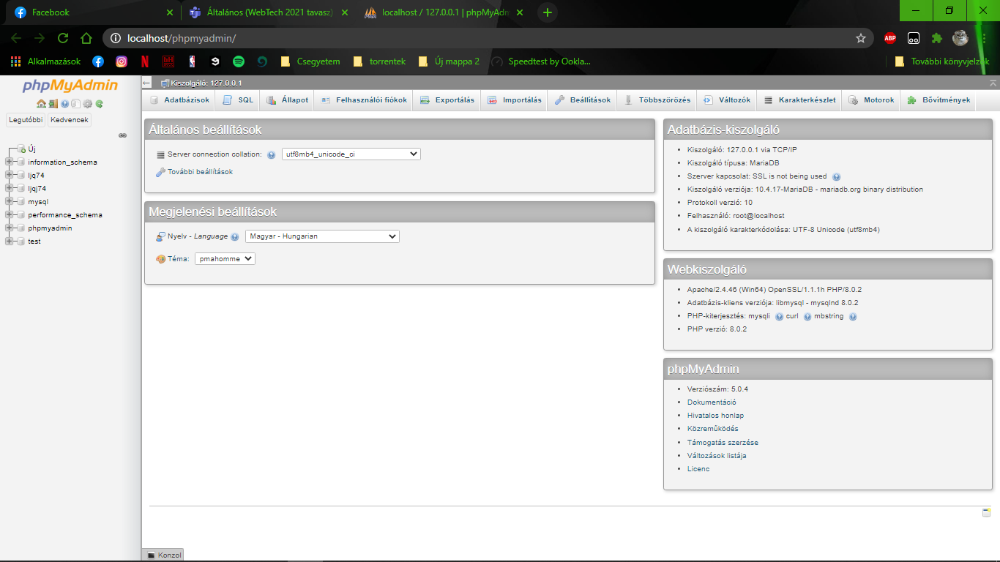 Facebook
Általános (WebTech 2021 tavasz)
localhost / 127.0.0.1 | phpMyAdm
localhost/phpmyadmin/
ABP
Alkalmazások
Csegyetem
torrentek
Új mappa 2
Speedtest by Ookla...
További könyvjelzők
phpMyAdmin
Legutóbbi
Kedvencek
Új
information_schema
ljq74
ljqj74
mysql
performance_schema
phpmyadmin
test
Kiszolgáló: 127.0.0.1
Adatbázisok
SQL
Állapot
Felhasználói fiókok
Exportálás
Importálás
Beállítások
Többszörözés
Változók
Karakterkészlet
Motorok
Bővítmények
Általános beállítások
Server connection collation:
utf8mb4_unicode_ci
További beállítások
Megjelenési beállítások
Nyelv - Language
Magyar - Hungarian
Téma:
pmahomme
Adatbázis-kiszolgáló
Kiszolgáló: 127.0.0.1 via TCP/IP
Kiszolgáló típusa: MariaDB
Szerver kapcsolat: SSL is not being used
Kiszolgáló verziója: 10.4.17-MariaDB - mariadb.org binary distribution
Protokoll verzió: 10
Felhasználó: root@localhost
A kiszolgáló karakterkódolása: UTF-8 Unicode (utf8mb4)
Webkiszolgáló
Apache/2.4.46 (Win64) OpenSSL/1.1.1h PHP/8.0.2
Adatbázis-kliens verziója: libmysql - mysqlnd 8.0.2
PHP-kiterjesztés: mysqli curl mbstring
PHP verzió: 8.0.2
phpMyAdmin
Verziószám: 5.0.4
Dokumentáció
Hivatalos honlap
Közreműködés
Támogatás szerzése
Változások listája
Licenc
Konzol